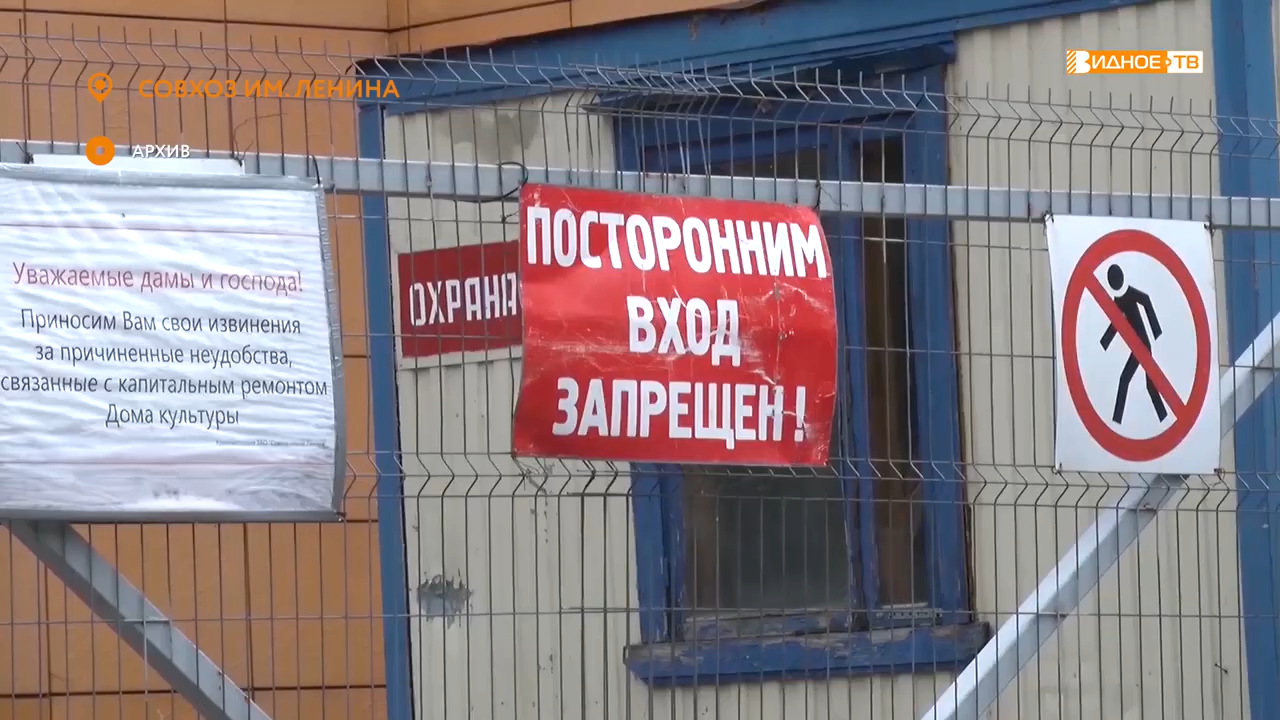 СОВХОЗ ИМ. ЛЕНИНА
ВИДНОЕ ТВ
АРХИВ
Уважаемые дамы и господа!
Приносим Вам свои извинения
за причиненные неудобства,
связанные с капитальным ремонтом
Дома культуры
ОХРАНА
ПОСТОРОННИМ
ВХОД
ЗАПРЕЩЕН!